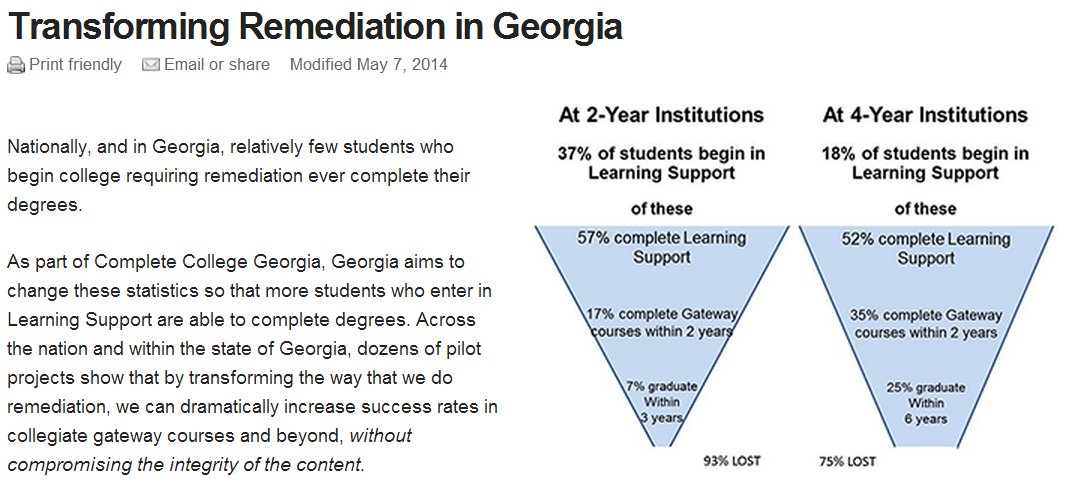 Transforming Remediation in Georgia
Print friendly Email or share Modified May 7, 2014
Nationally, and in Georgia, relatively few students who
begin college requiring remediation ever complete their
degrees.
As part of Complete College Georgia, Georgia aims to
change these statistics so that more students who enter in
Learning Support are able to complete degrees. Across
the nation and within the state of Georgia, dozens of pilot
projects show that by transforming the way that we do
remediation, we can dramatically increase success rates in
collegiate gateway courses and beyond, without
compromising the integrity of the content.
At 2-Year Institutions
37% of students begin in
Learning Support
of these
57% complete Learning
Support
17% complete Gateway
courses within 2 years
7% graduate
Within
3 years
93% LOST
At 4-Year Institutions
18% of students begin in
Learning Support
of these
52% complete Learning
Support
35% complete Gateway
courses within 2 years
25% graduate
Within
6 years
75% LOST